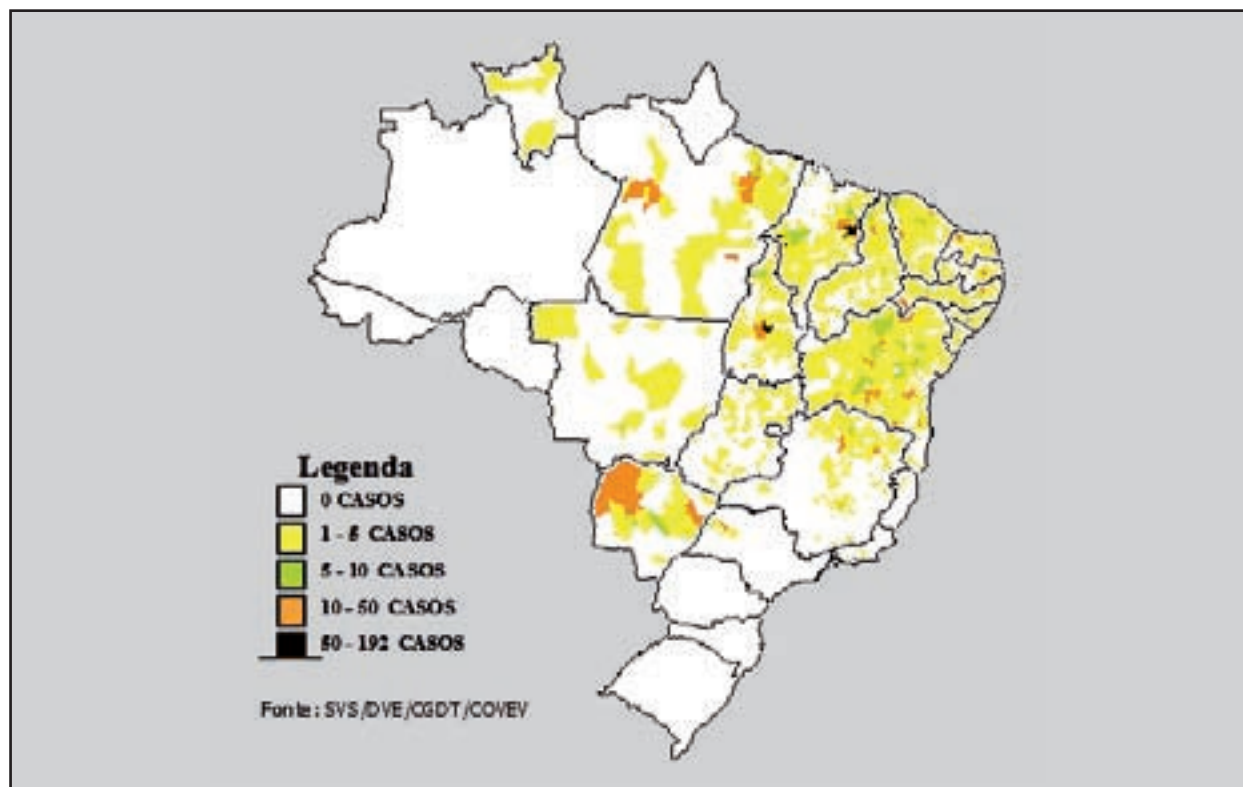 Legenda
0 CASOS
1 - 5 CASOS
5 - 10 CASOS
10 - 50 CASOS
50 - 192 CASOS
Fonte: SVS/DVE/CGDT/COVEV